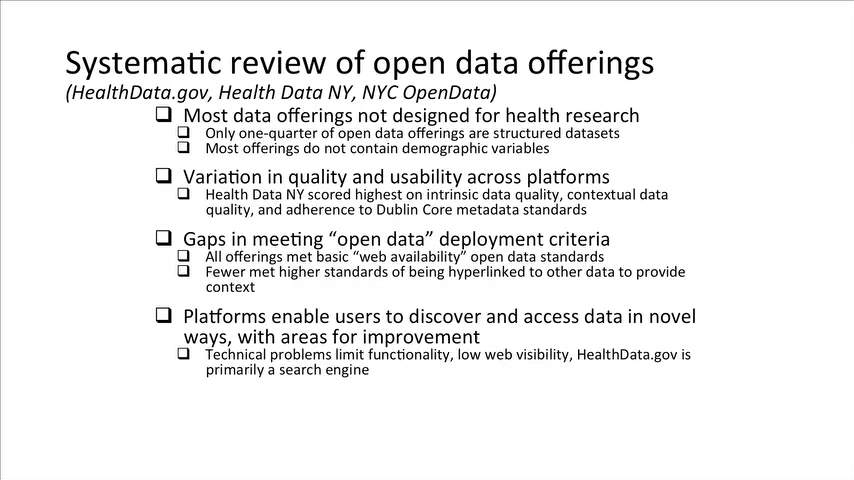 Systematic review of open data offerings
(HealthData.gov, Health Data NY, NYC OpenData)
❑ Most data offerings not designed for health research
❑ Only one-quarter of open data offerings are structured datasets
❑ Most offerings do not contain demographic variables
❑ Variation in quality and usability across platforms
❑ Health Data NY scored highest on intrinsic data quality, contextual data
quality, and adherence to Dublin Core metadata standards
❑ Gaps in meeting “open data” deployment criteria
❑ All offerings met basic “web availability” open data standards
❑ Fewer met higher standards of being hyperlinked to other data to provide
context
❑ Platforms enable users to discover and access data in novel
ways, with areas for improvement
❑ Technical problems limit functionality, low web visibility, HealthData.gov is
primarily a search engine